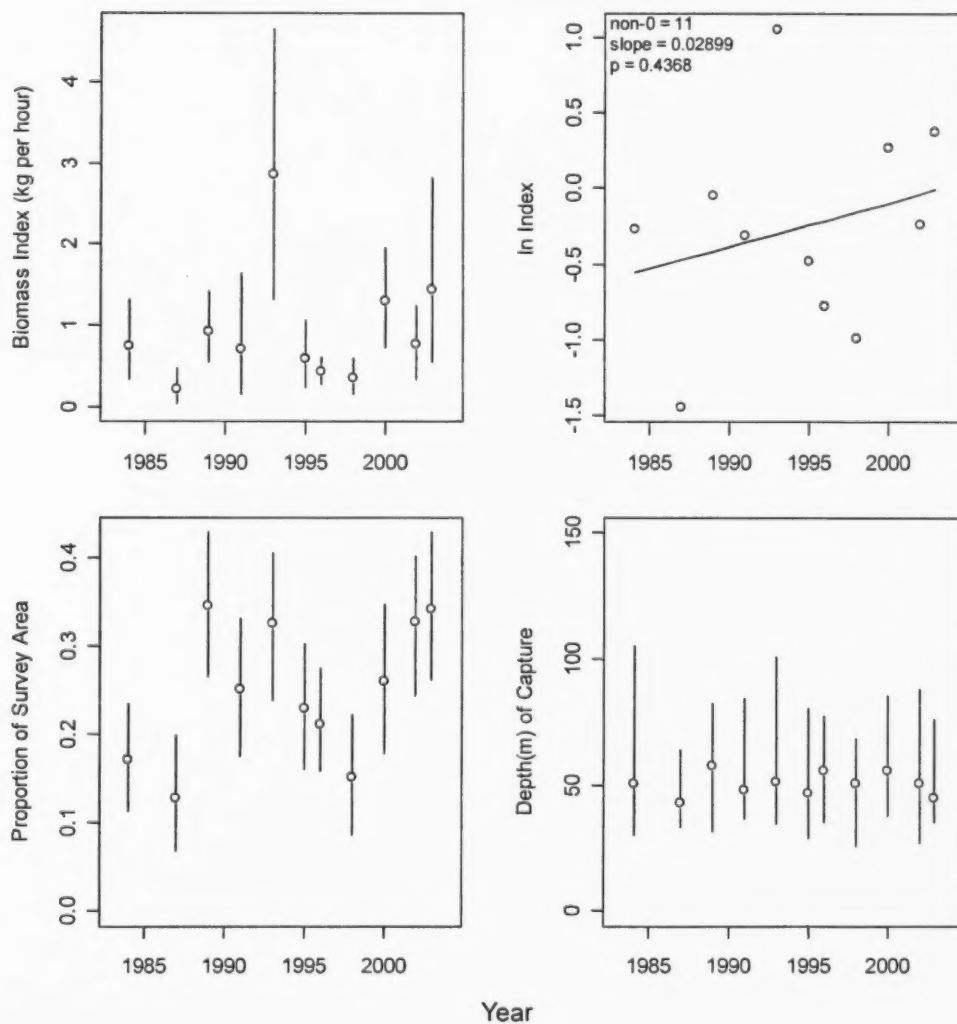 Biomass Index (kg per hour)
4
3
2
1
0
1985 1990 1995 2000
ln Index
1.0
0.5
0.0
-0.5
-1.0
-1.5
non-0 = 11
slope = 0.02899
p = 0.4368
1985 1990 1995 2000
Proportion of Survey Area
0.4
0.3
0.2
0.1
0.0
1985 1990 1995 2000
Depth(m) of Capture
150
100
50
0
1985 1990 1995 2000
Year